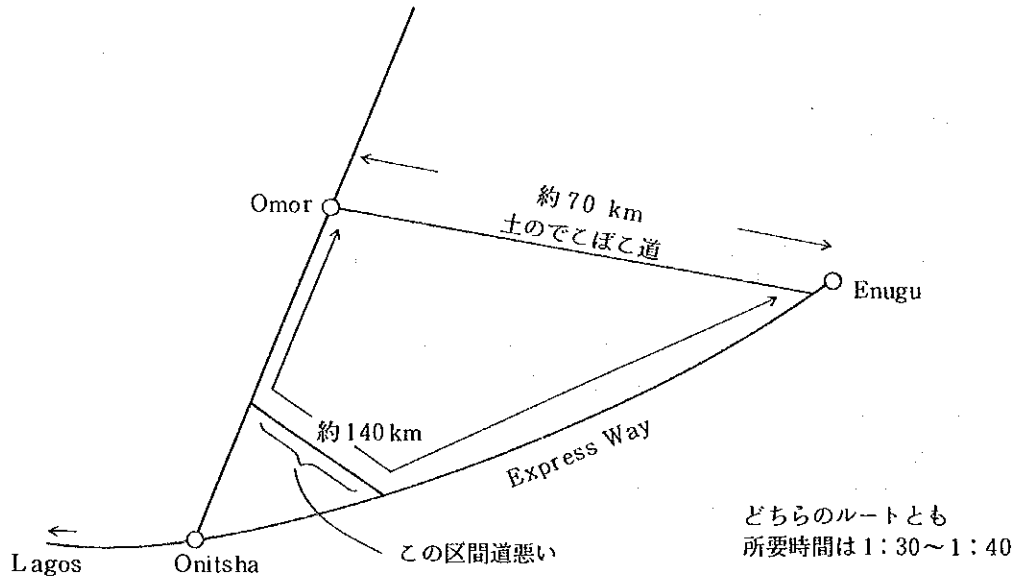 Omor
約70 km
土のでこぼこ道
Enugu
約140km
Express Way
この区間道悪い
Lagos
Onitsha
どちらのルートとも
所要時間は1:30～1:40